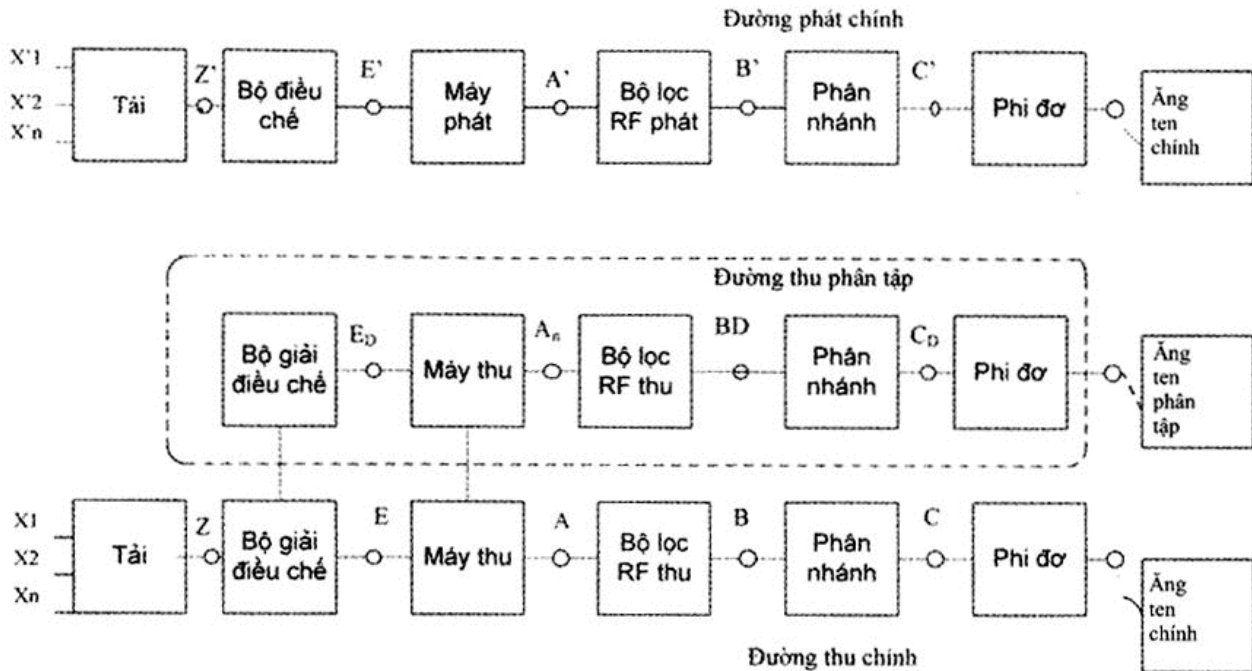 Đường phát chính
X'1
X'2
X'n
Tải
Z'
Bộ điều
chế
E'
Máy
phát
A'
Bộ lọc
RF phát
B'
Phân
nhánh
C'
Phi đơ
Ăng
ten
chính
Đường thu phân tập
Bộ giải
điều chế
E_D
Máy thu
A_n
Bộ lọc
RF thu
BD
Phân
nhánh
C_D
Phi đơ
Ăng
ten
phân
tập
X1
X2
Xn
Tải
Z
Bộ giải
điều chế
E
Máy thu
A
Bộ lọc
RF thu
B
Phân
nhánh
C
Phi đơ
Ăng
ten
chính
Đường thu chính